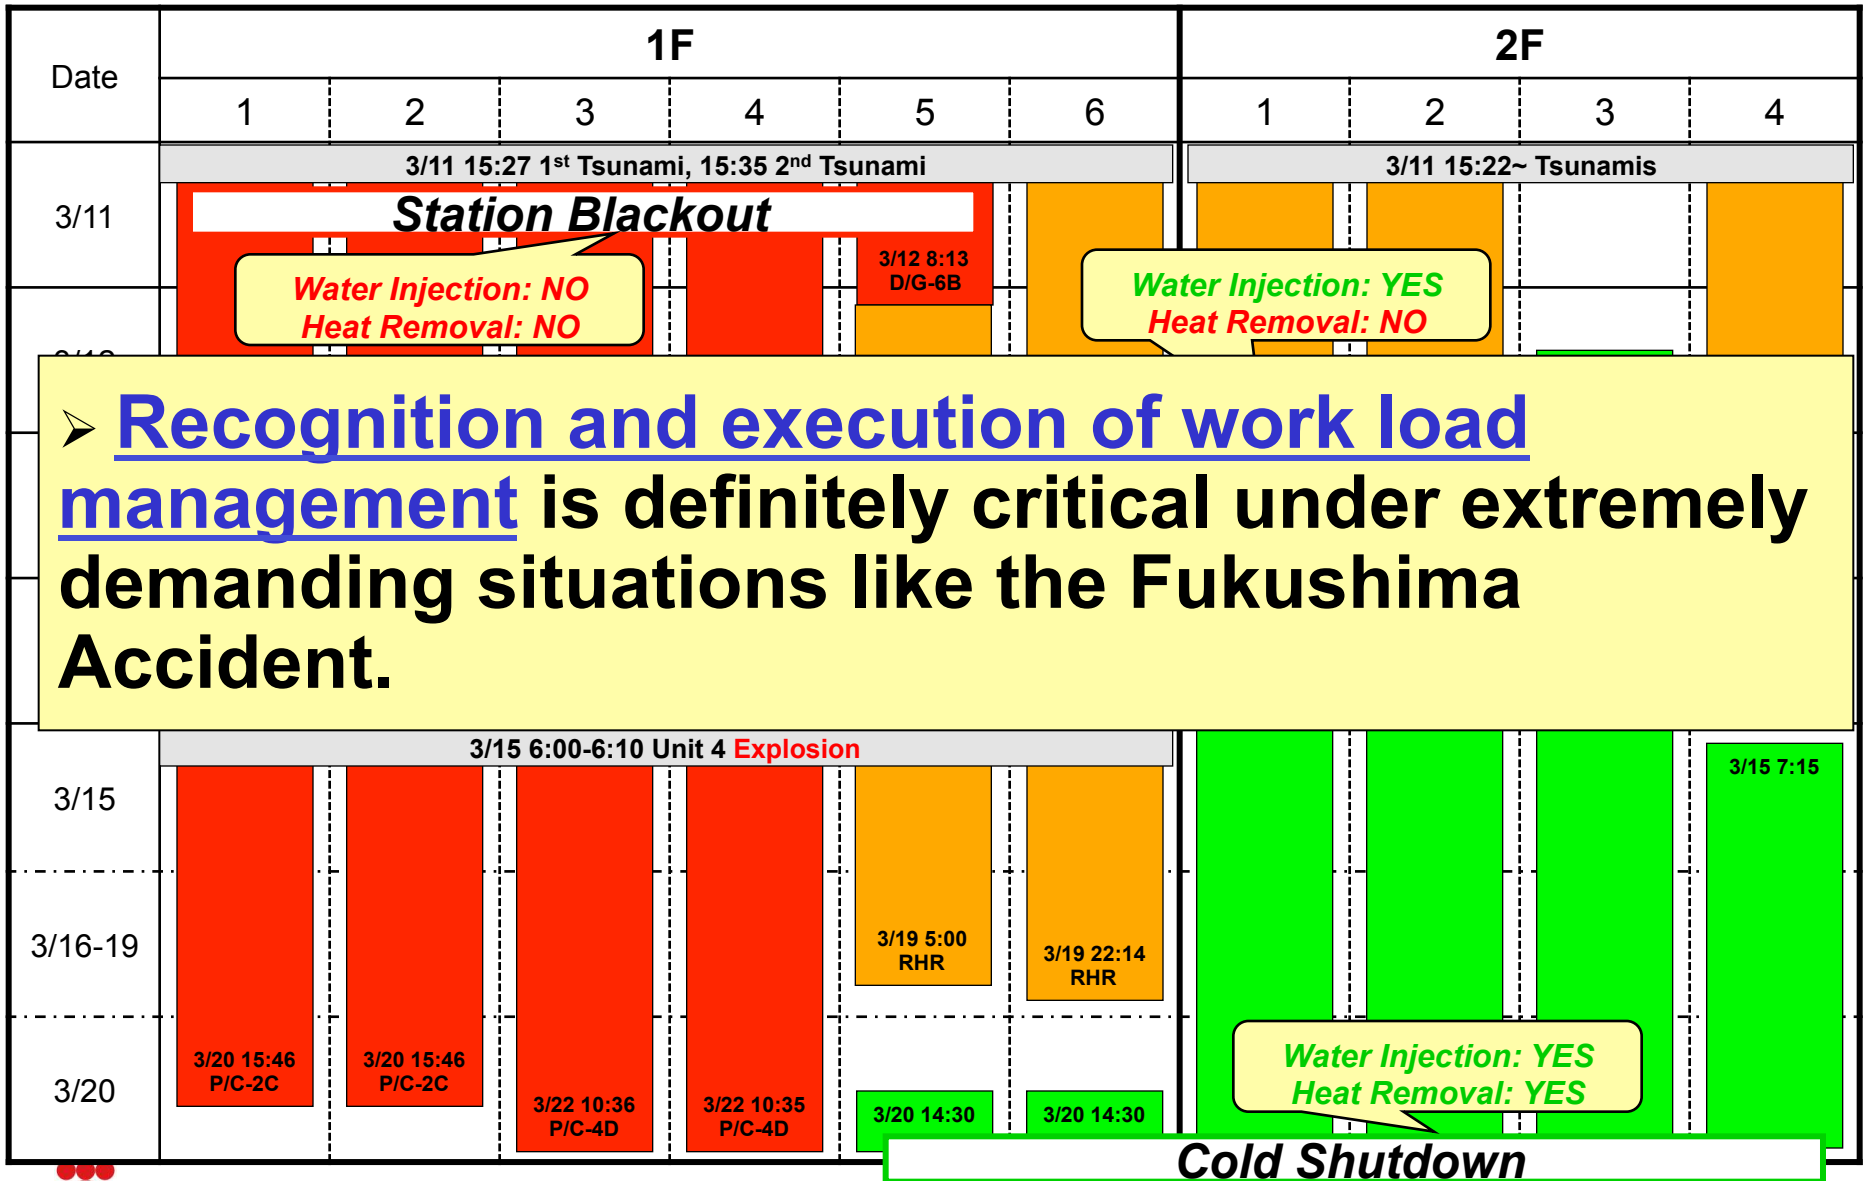 Date
1F
2F
1 2 3 4 5 6 1 2 3 4
3/11 15:27 1st Tsunami, 15:35 2nd Tsunami
3/11 15:22~ Tsunamis
3/11
Station Blackout
3/12 8:13
D/G-6B
Water Injection: NO
Heat Removal: NO
Water Injection: YES
Heat Removal: NO
➢ Recognition and execution of work load
management is definitely critical under extremely
demanding situations like the Fukushima
Accident.
3/15 6:00-6:10 Unit 4 Explosion
3/15 7:15
3/15
3/16-19
3/19 5:00
RHR
3/19 22:14
RHR
3/20
3/20 15:46
P/C-2C
3/20 15:46
P/C-2C
3/22 10:36
P/C-4D
3/22 10:35
P/C-4D
3/20 14:30
3/20 14:30
Water Injection: YES
Heat Removal: YES
Cold Shutdown